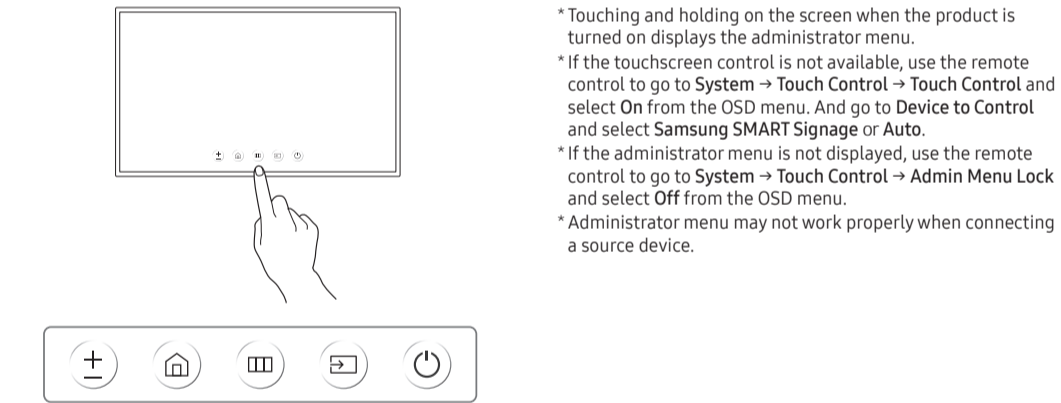 * Touching and holding on the screen when the product is
turned on displays the administrator menu.
* If the touchscreen control is not available, use the remote
control to go to System → Touch Control → Touch Control and
select On from the OSD menu. And go to Device to Control
and select Samsung SMART Signage or Auto.
* If the administrator menu is not displayed, use the remote
control to go to System → Touch Control → Admin Menu Lock
and select Off from the OSD menu.
* Administrator menu may not work properly when connecting
a source device.